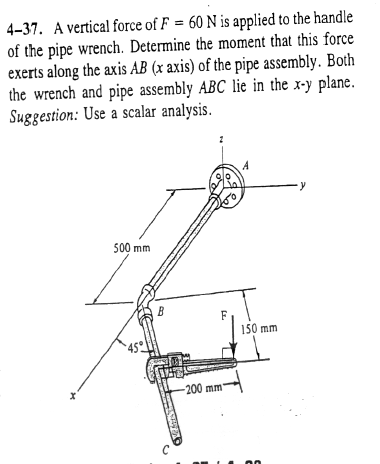 4–37. A vertical force of F = 60 N is applied to the handle
of the pipe wrench. Determine the moment that this force
exerts along the axis AB (x axis) of the pipe assembly. Both
the wrench and pipe assembly ABC lie in the x-y plane.
Suggestion: Use a scalar analysis.
z
A
y
500 mm
B
F
150 mm
45°
200 mm
x
C